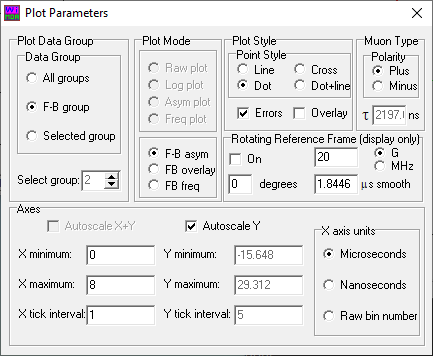 WI MDA
Plot Parameters
Plot Data Group
Data Group
All groups
F-B group
Selected group
Select group: 2
Plot Mode
Raw plot
Log plot
Asym plot
Freq plot
F-B asym
FB overlay
FB freq
Plot Style
Point Style
Line Cross
Dot Dot+line
Errors Overlay
Muon Type
Polarity
Plus
Minus
τ 2197.0 ns
Rotating Reference Frame (display only)
On 20 G
MHz
0 degrees 1.8446 μs smooth
Axes
Autoscale X+Y Autoscale Y
X minimum: 0 Y minimum: -15.648
X maximum: 8 Y maximum: 29.312
X tick interval: 1 Y tick interval: 5
X axis units
Microseconds
Nanoseconds
Raw bin number